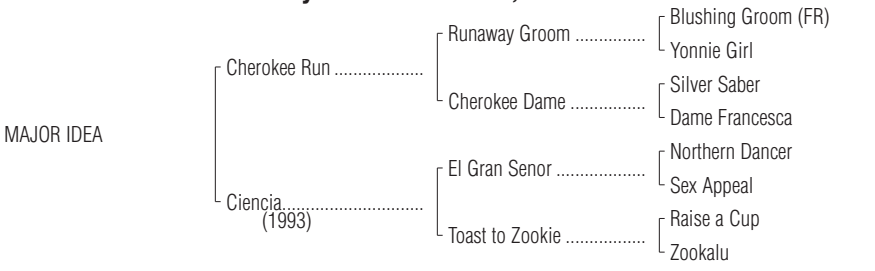 Blushing Groom (FR)
Runaway Groom ...............
Yonnie Girl
Cherokee Run ...................
Silver Saber
Cherokee Dame ................
Dame Francesca
MAJOR IDEA
Northern Dancer
El Gran Senor ...................
Sex Appeal
Ciencia..............................
(1993)
Raise a Cup
Toast to Zookie .................
Zookalu